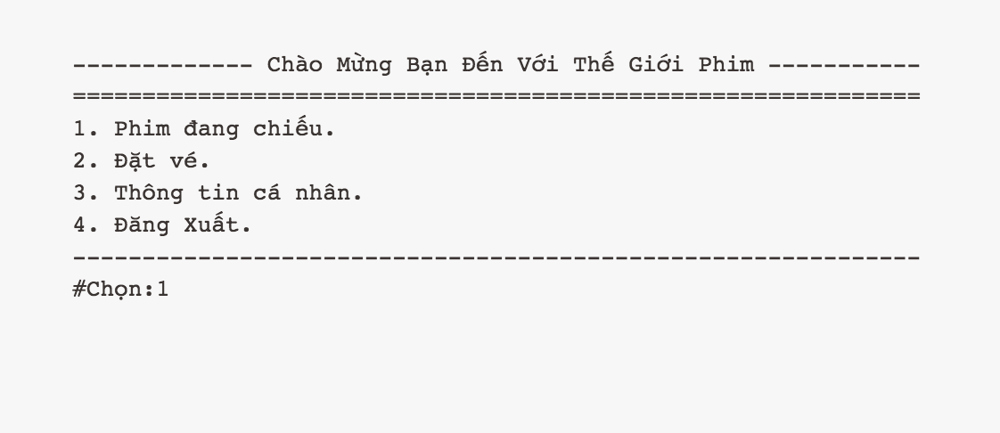 ------------- Chào Mừng Bạn Đến Với Thế Giới Phim -----------
=============================================================
1. Phim đang chiếu.
2. Đặt vé.
3. Thông tin cá nhân.
4. Đăng Xuất.
-------------------------------------------------------------
#Chọn:1